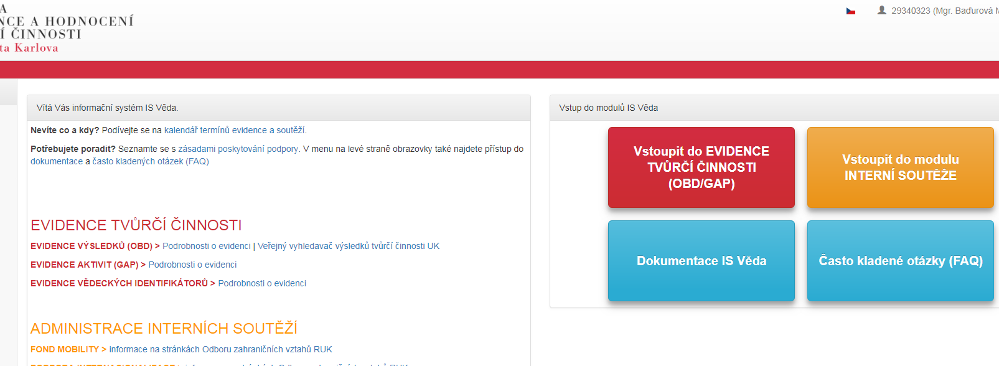 A
NCE A HODNOCENÍ
Í ČINNOSTI
ta Karlova
29340323 (Mgr. Baďurová M
Vítá Vás informační systém IS Věda.
Nevíte co a kdy? Podívejte se na kalendář termínů evidence a soutěží.
Potřebujete poradit? Seznamte se s zásadami poskytování podpory. V menu na levé straně obrazovky také najdete přístup do
dokumentace a často kladených otázek (FAQ)
EVIDENCE TVŮRČÍ ČINNOSTI
EVIDENCE VÝSLEDKŮ (OBD) > Podrobnosti o evidenci | Veřejný vyhledavač výsledků tvůrčí činnosti UK
EVIDENCE AKTIVIT (GAP) > Podrobnosti o evidenci
EVIDENCE VĚDECKÝCH IDENTIFIKÁTORŮ > Podrobnosti o evidenci
ADMINISTRACE INTERNÍCH SOUTĚŽÍ
FOND MOBILITY > informace na stránkách Odboru zahraničních vztahů RUK
Vstup do modulů IS Věda
Vstoupit do EVIDENCE
TVŮRČÍ ČINNOSTI
(OBD/GAP)
Vstoupit do modulu
INTERNÍ SOUTĚŽE
Dokumentace IS Věda
Často kladené otázky (FAQ)